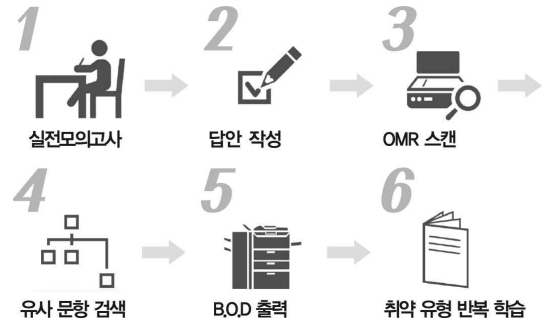 1
2
3
실전모의고사
답안 작성
OMR 스캔
4
5
6
유사 문항 검색
B.O.D 출력
취약 유형 반복 학습